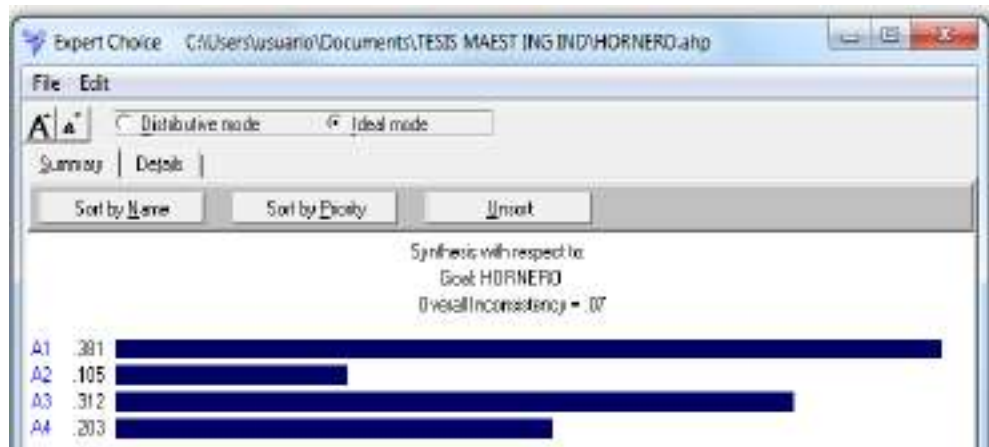 Expert Choice C:\Users\usuario\Documents\TESIS MAEST ING IND\HORNERO.ahp
File Edit
A a Distributive mode Ideal mode
Summary Details
Sort by Name Sort by Priority Unsort
Synthesis with respect to:
Goal: HORNERO
Overall Inconsistency = .07
A1 .381
A2 .105
A3 .312
A4 .203